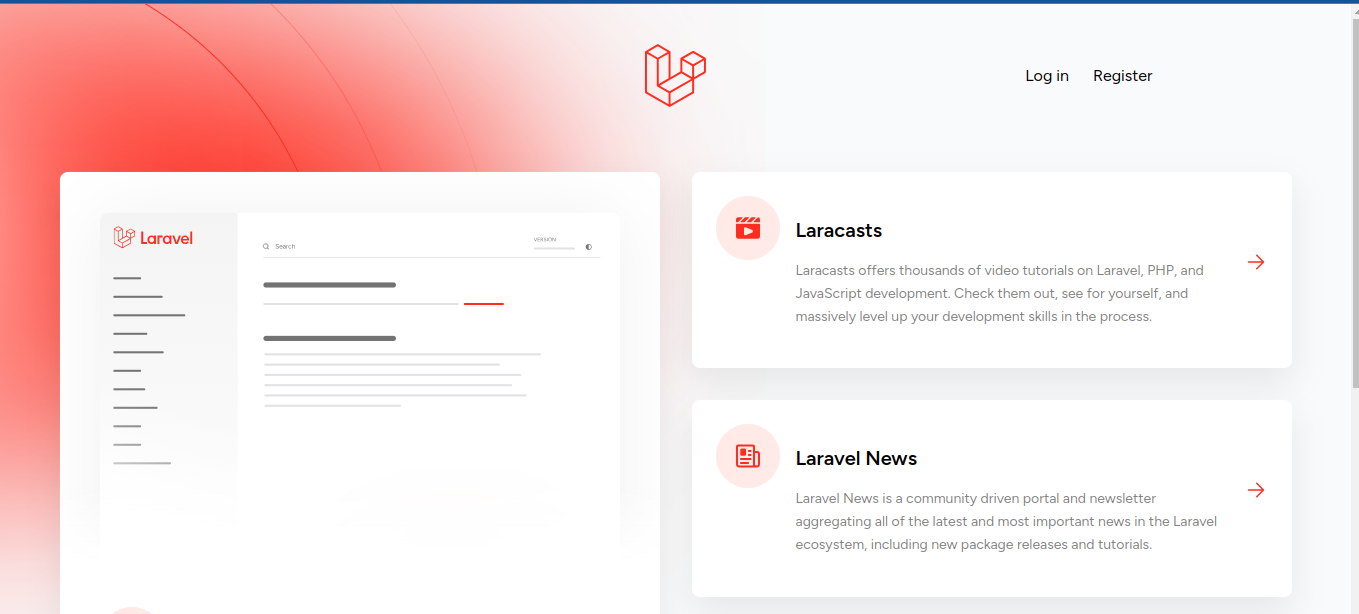 Log in Register
Laravel
Search
VERSION
Laracasts
Laracasts offers thousands of video tutorials on Laravel, PHP, and
JavaScript development. Check them out, see for yourself, and
massively level up your development skills in the process.
Laravel News
Laravel News is a community driven portal and newsletter
aggregating all of the latest and most important news in the Laravel
ecosystem, including new package releases and tutorials.